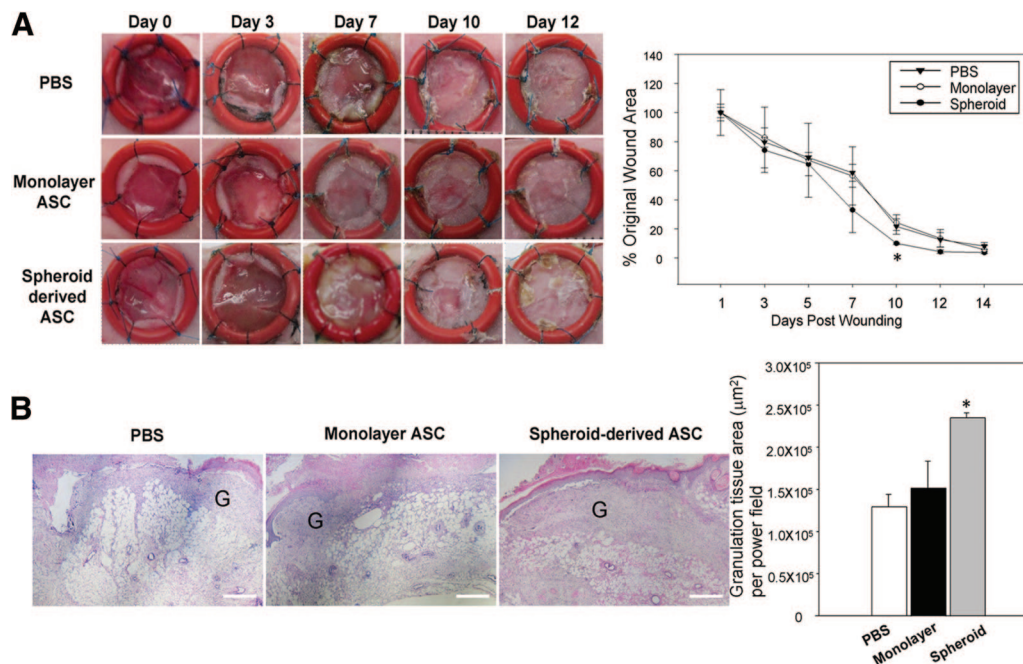 A
Day 0 Day 3 Day 7 Day 10 Day 12
PBS
Monolayer
ASC
Spheroid
derived
ASC
% Original Wound Area
140
120
100
80
60
40
20
0
PBS
Monolayer
Spheroid
*
1 3 5 7 10 12 14
Days Post Wounding
B
PBS Monolayer ASC Spheroid-derived ASC
G G G
Granulation tissue area (μm²)
per power field
3.0X10⁵
2.5X10⁵
2.0X10⁵
1.5X10⁵
1.0X10⁵
0.5X10⁵
0
*
PBS
Monolayer
Spheroid